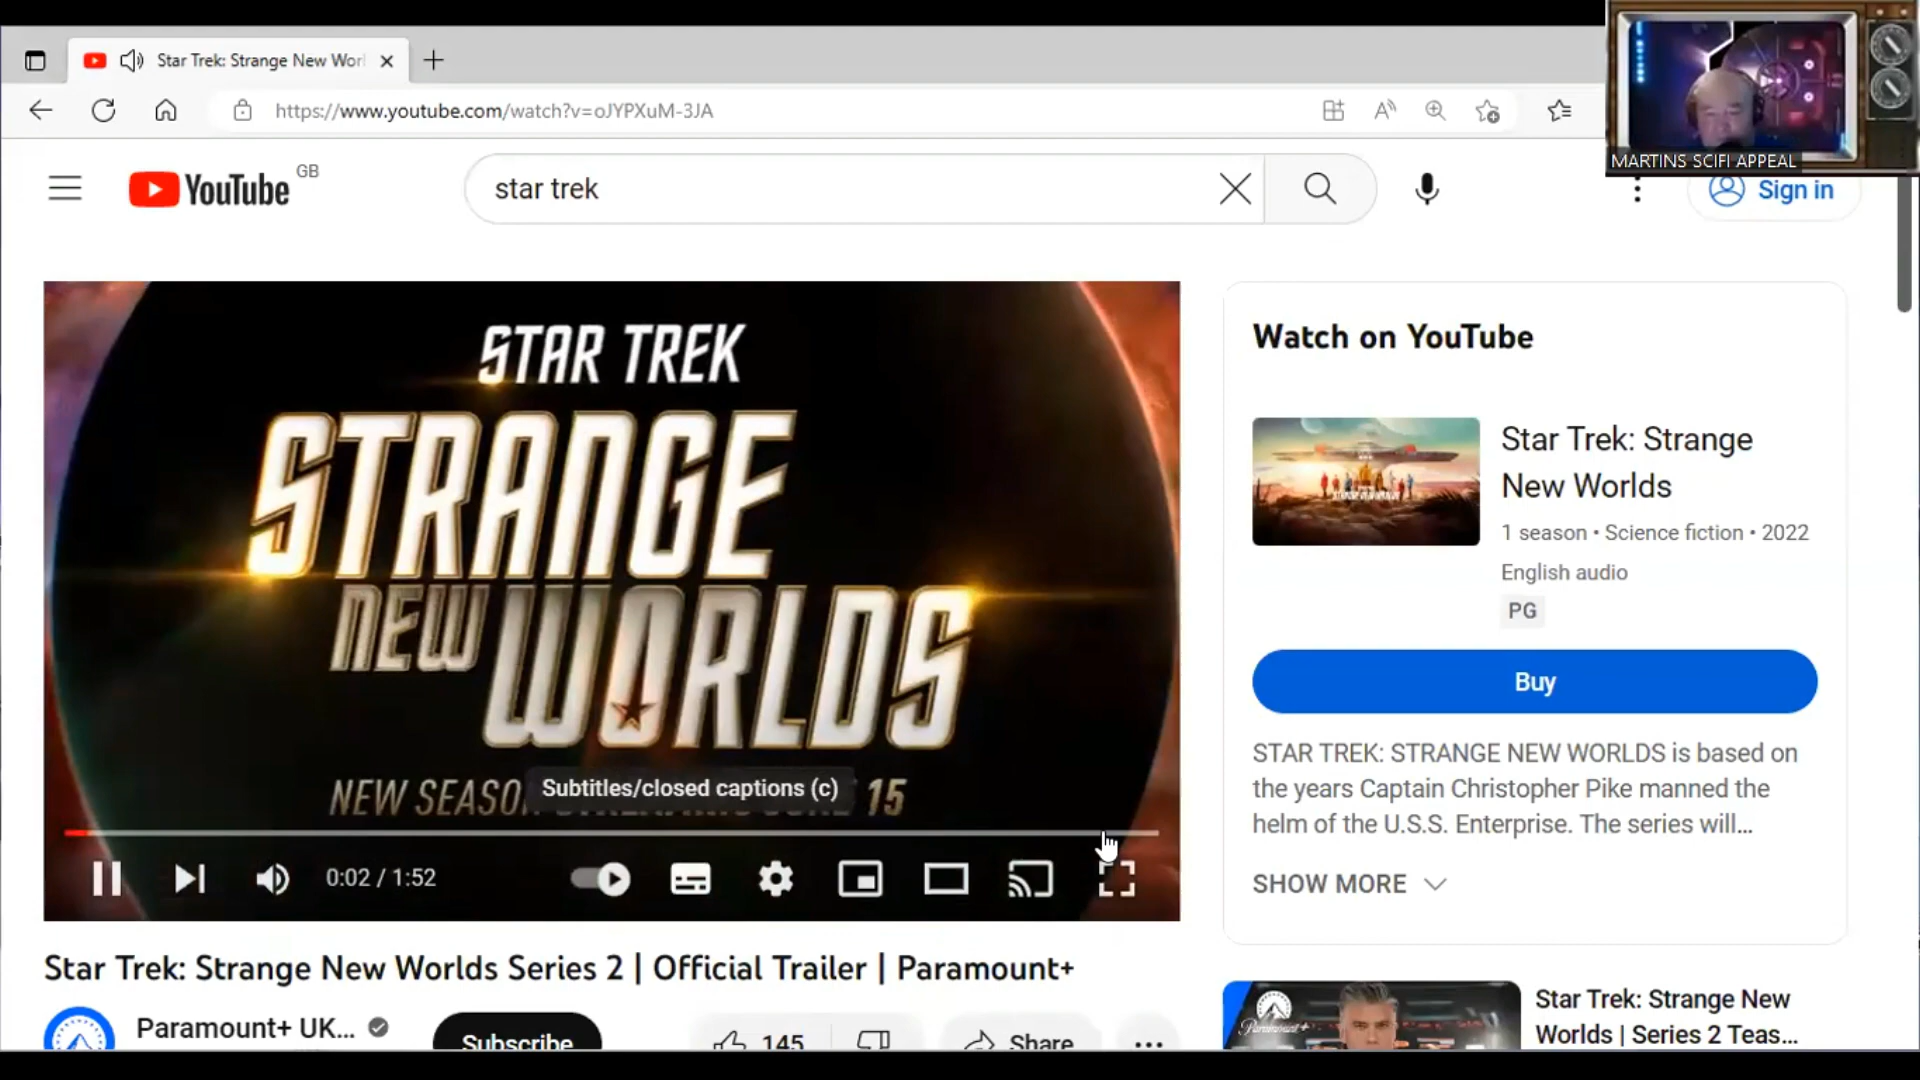 Star Trek: Strange New Worl
https://www.youtube.com/watch?v=oJYPXuM-3JA
MARTINS SCIFI APPEAL
YouTube GB
star trek
Sign in
STAR TREK
STRANGE
NEW WORLDS
NEW SEASON 15
Subtitles/closed captions (c)
0:02 / 1:52
Star Trek: Strange New Worlds Series 2 | Official Trailer | Paramount+
Paramount+ UK...
Subscribe
145
Share
Watch on YouTube
Star Trek: Strange
New Worlds
1 season • Science fiction • 2022
English audio
PG
Buy
STAR TREK: STRANGE NEW WORLDS is based on
the years Captain Christopher Pike manned the
helm of the U.S.S. Enterprise. The series will...
SHOW MORE
Paramount+
Star Trek: Strange New
Worlds | Series 2 Teas...